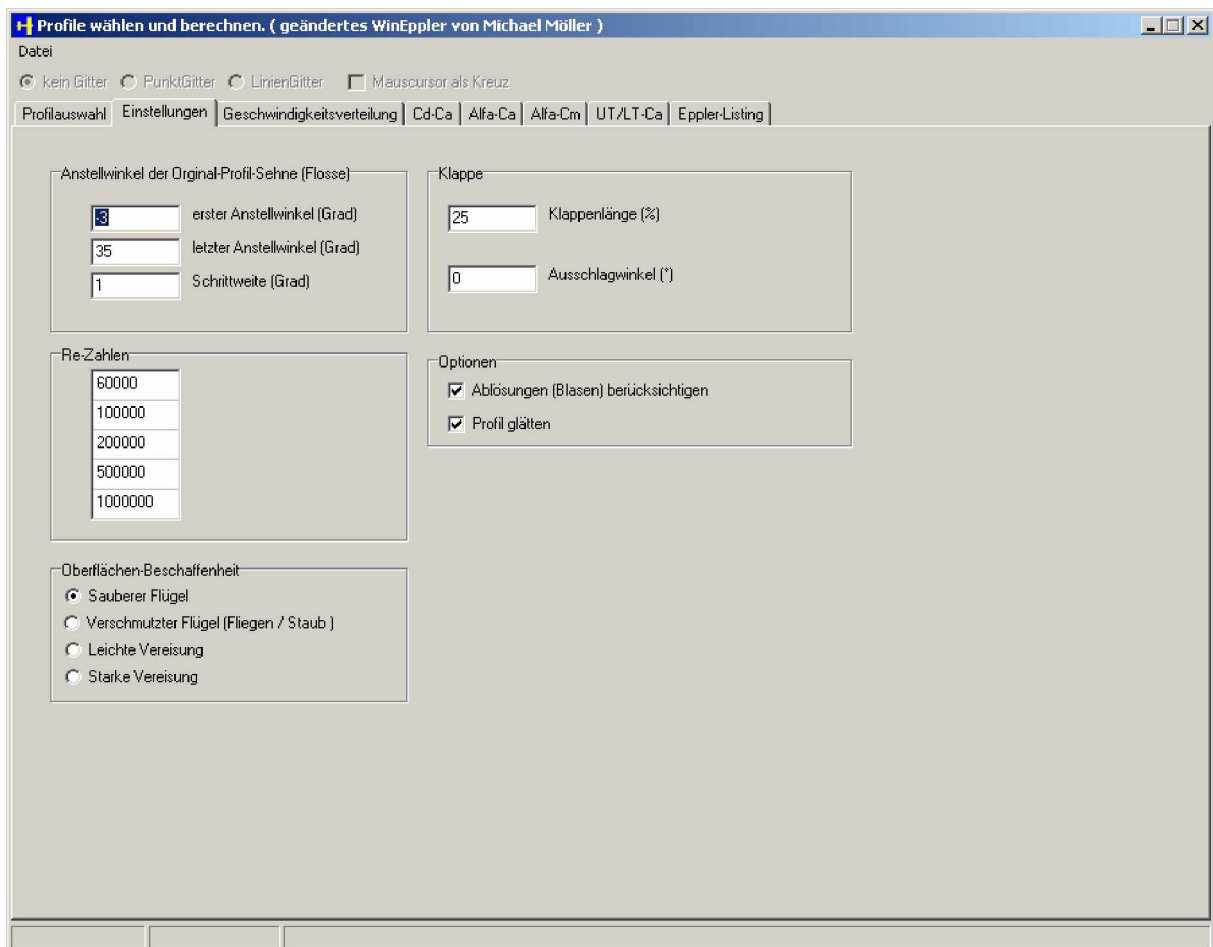 Profile wählen und berechnen. ( geändertes WinEppler von Michael Möller )
Datei
kein Gitter PunktGitter LinienGitter Mauscursor als Kreuz
Profilauswahl Einstellungen Geschwindigkeitsverteilung Cd-Ca Alfa-Ca Alfa-Cm UT/LT-Ca Eppler-Listing
Anstellwinkel der Orginal-Profil-Sehne (Flosse)
-3 erster Anstellwinkel (Grad)
35 letzter Anstellwinkel (Grad)
1 Schrittweite (Grad)
Klappe
25 Klappenlänge (%)
0 Ausschlagwinkel (°)
Re-Zahlen
60000
100000
200000
500000
1000000
Optionen
Ablösungen (Blasen) berücksichtigen
Profil glätten
Oberflächen-Beschaffenheit
Sauberer Flügel
Verschmutzter Flügel (Fliegen / Staub )
Leichte Vereisung
Starke Vereisung